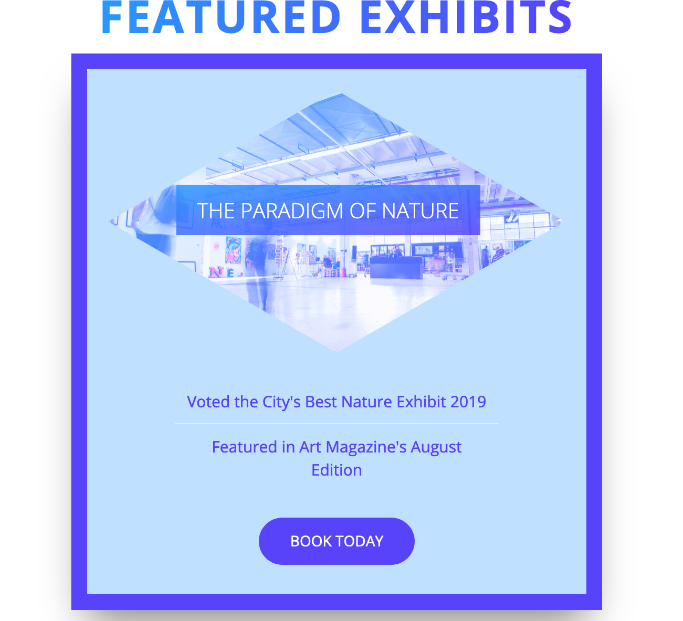 FEATURED EXHIBITS
THE PARADIGM OF NATURE
Voted the City's Best Nature Exhibit 2019
Featured in Art Magazine's August
Edition
BOOK TODAY